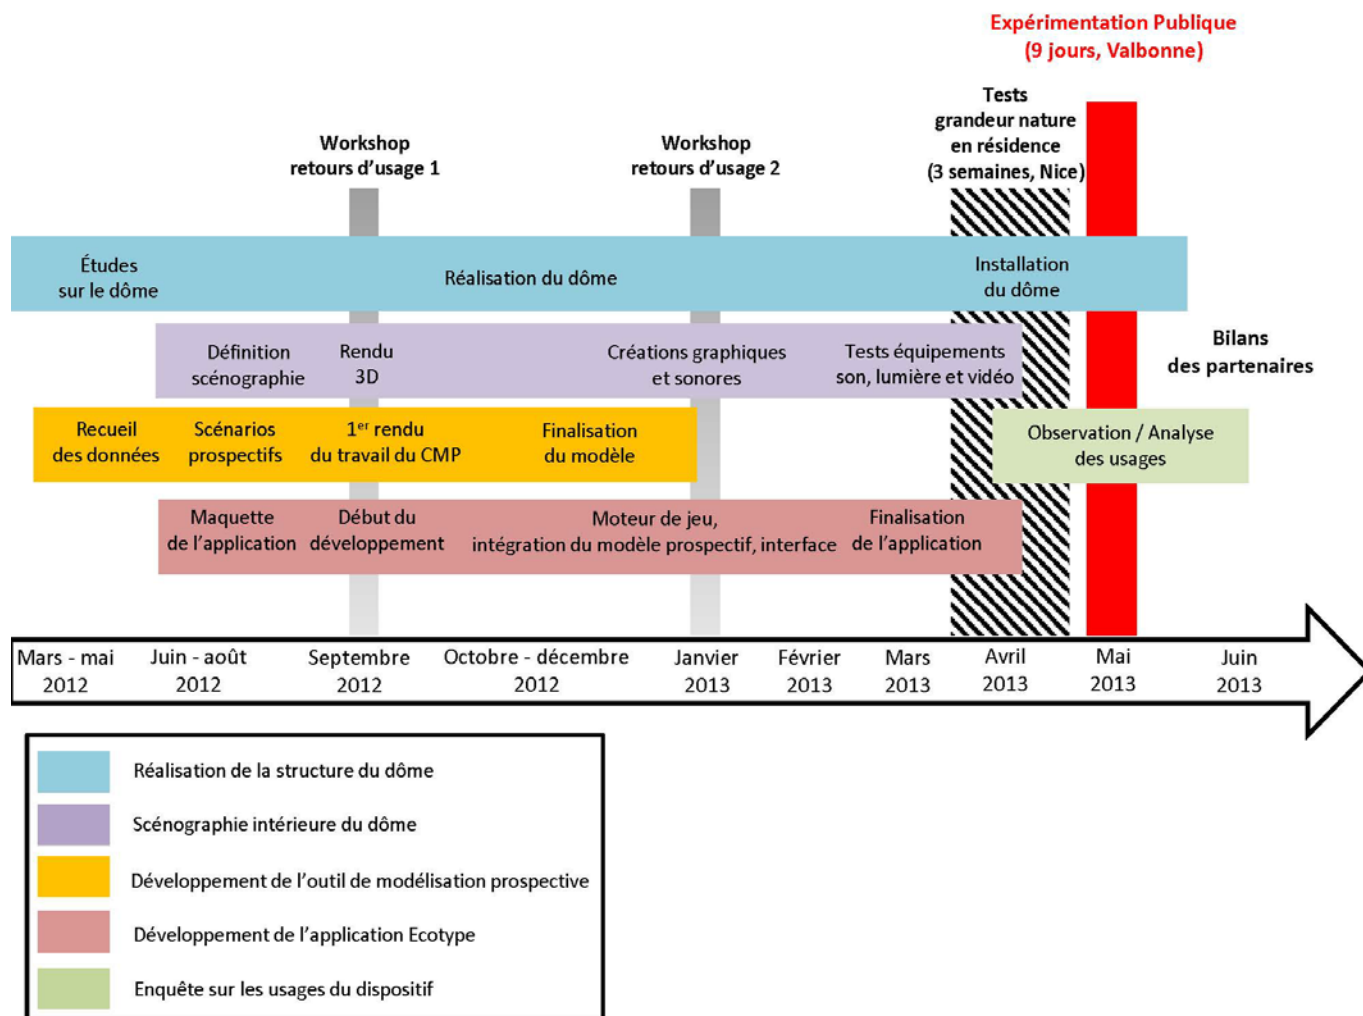 Expérimentation Publique
(9 jours, Valbonne)
Tests
grandeur nature
en résidence
(3 semaines, Nice)
Workshop
retours d'usage 1
Workshop
retours d'usage 2
Études
sur le dôme
Réalisation du dôme
Installation
du dôme
Définition
scénographie
Rendu
3D
Créations graphiques
et sonores
Tests équipements
son, lumière et vidéo
Bilans
des partenaires
Recueil
des données
Scénarios
prospectifs
1er rendu
du travail du CMP
Finalisation
du modèle
Observation / Analyse
des usages
Maquette
de l'application
Début du
développement
Moteur de jeu,
intégration du modèle prospectif, interface
Finalisation
de l'application
Mars - mai
2012
Juin - août
2012
Septembre
2012
Octobre - décembre
2012
Janvier
2013
Février
2013
Mars
2013
Avril
2013
Mai
2013
Juin
2013
Réalisation de la structure du dôme
Scénographie intérieure du dôme
Développement de l'outil de modélisation prospective
Développement de l'application Ecotype
Enquête sur les usages du dispositif